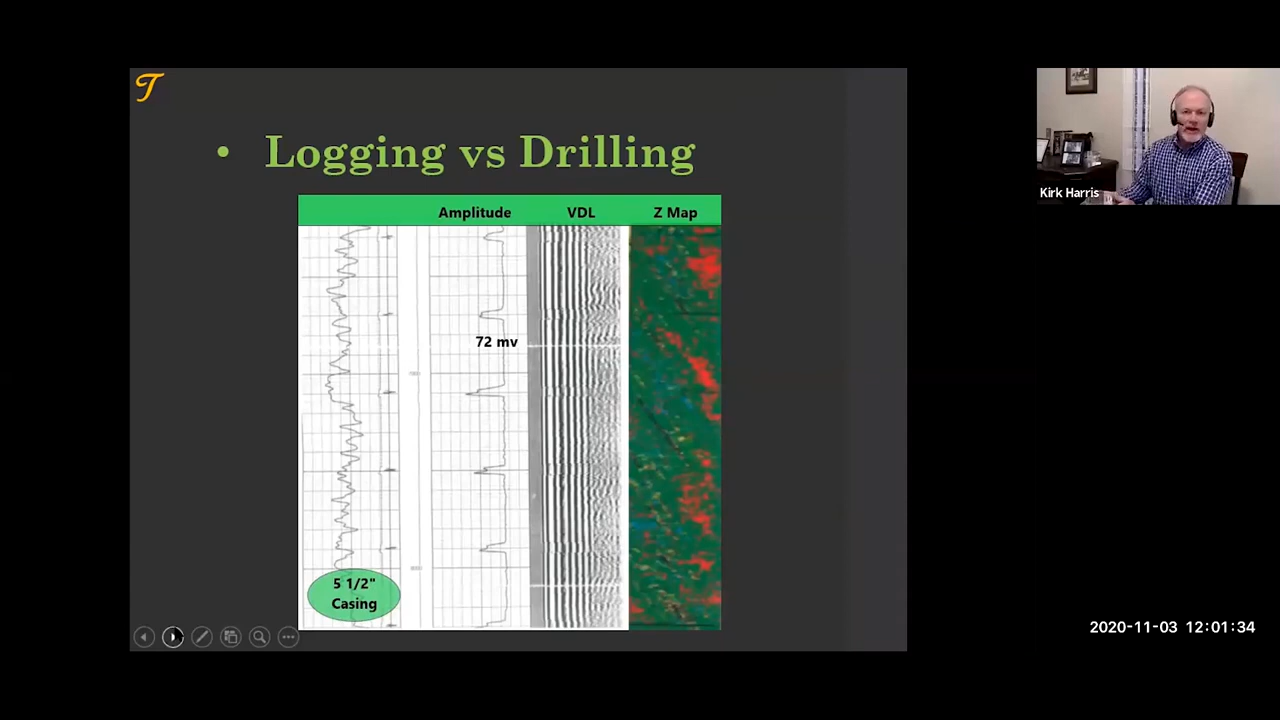 T
• Logging vs Drilling
Amplitude VDL Z Map
72 mv
5 1/2"
Casing
Kirk Harris
2020-11-03 12:01:34